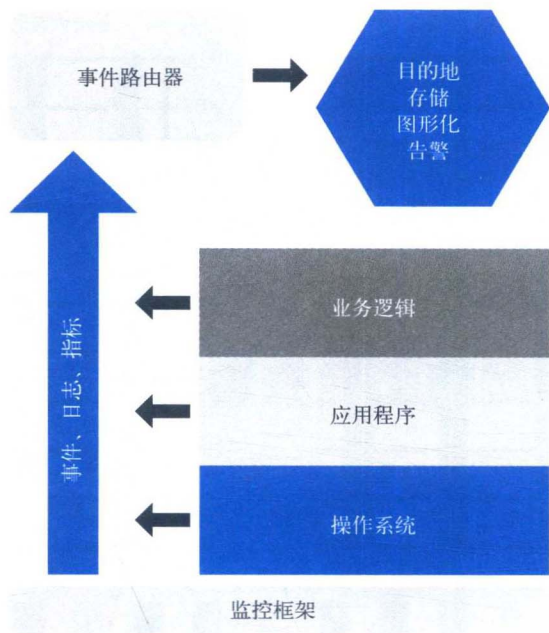 事件路由器
目的地
存储
图形化
告警
业务逻辑
应用程序
操作系统
事件、日志、指标
监控框架